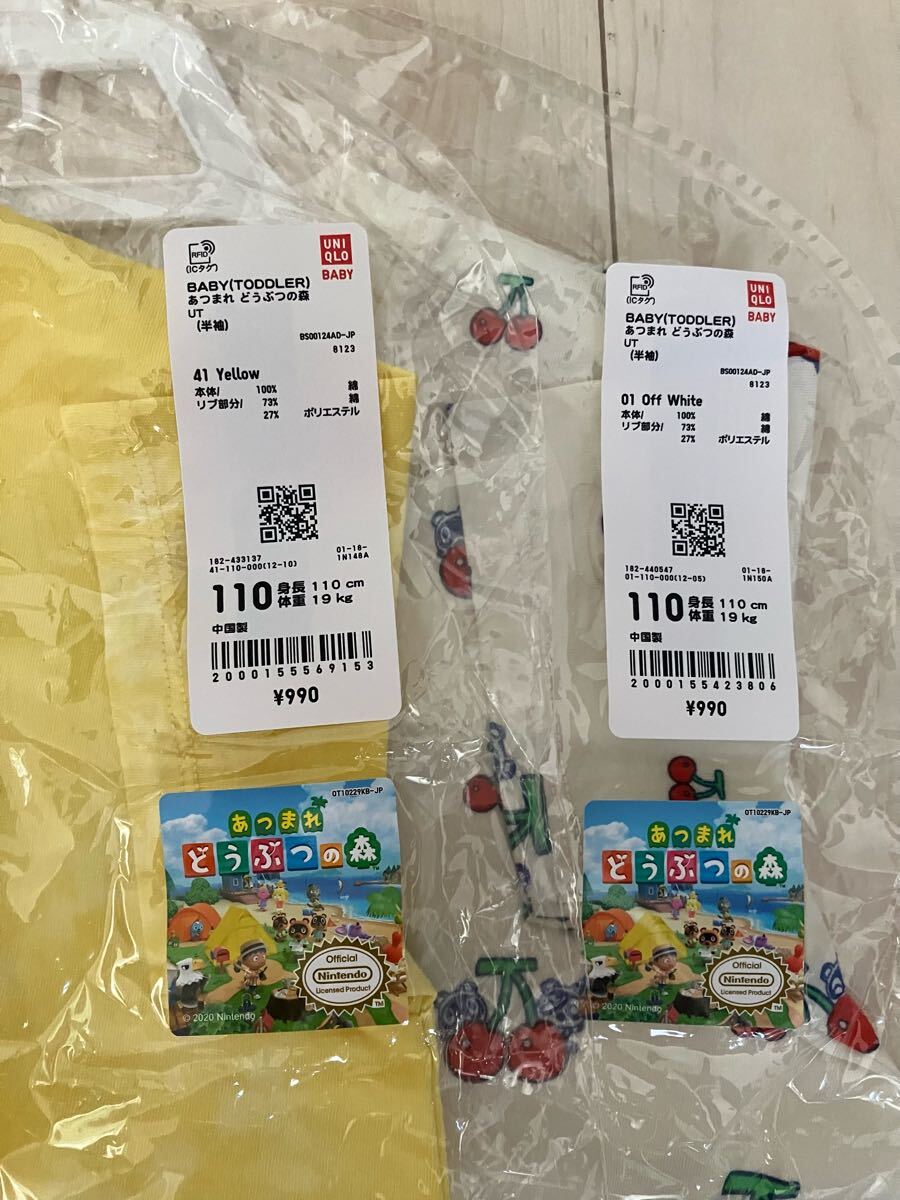 RFID
(ICタグ)
UNI
QLO
BABY
BABY(TODDLER)
あつまれ どうぶつの森
UT
(半袖)
BS00124AD-JP
8123
41 Yellow
本体/ 100% 綿
リブ部分/ 73% 綿
27% ポリエステル
182-433137
41-110-000(12-10)
01-18-
1N148A
110 身長 110 cm
体重 19 kg
中国製
2000155569153
¥990
OT10229KB-JP
あつまれ
どうぶつの森
Official
Nintendo
Licensed Product
TM
© 2020 Nintendo
RFID
(ICタグ)
UNI
QLO
BABY
BABY(TODDLER)
あつまれ どうぶつの森
UT
(半袖)
BS00124AD-JP
8123
01 Off White
本体/ 100% 綿
リブ部分/ 73% 綿
27% ポリエステル
182-440547
01-110-000(12-05)
01-18-
1N150A
110 身長 110 cm
体重 19 kg
中国製
2000155423806
¥990
OT10229KB-JP
あつまれ
どうぶつの森
Official
Nintendo
Licensed Product
TM
© 2020 Nintendo